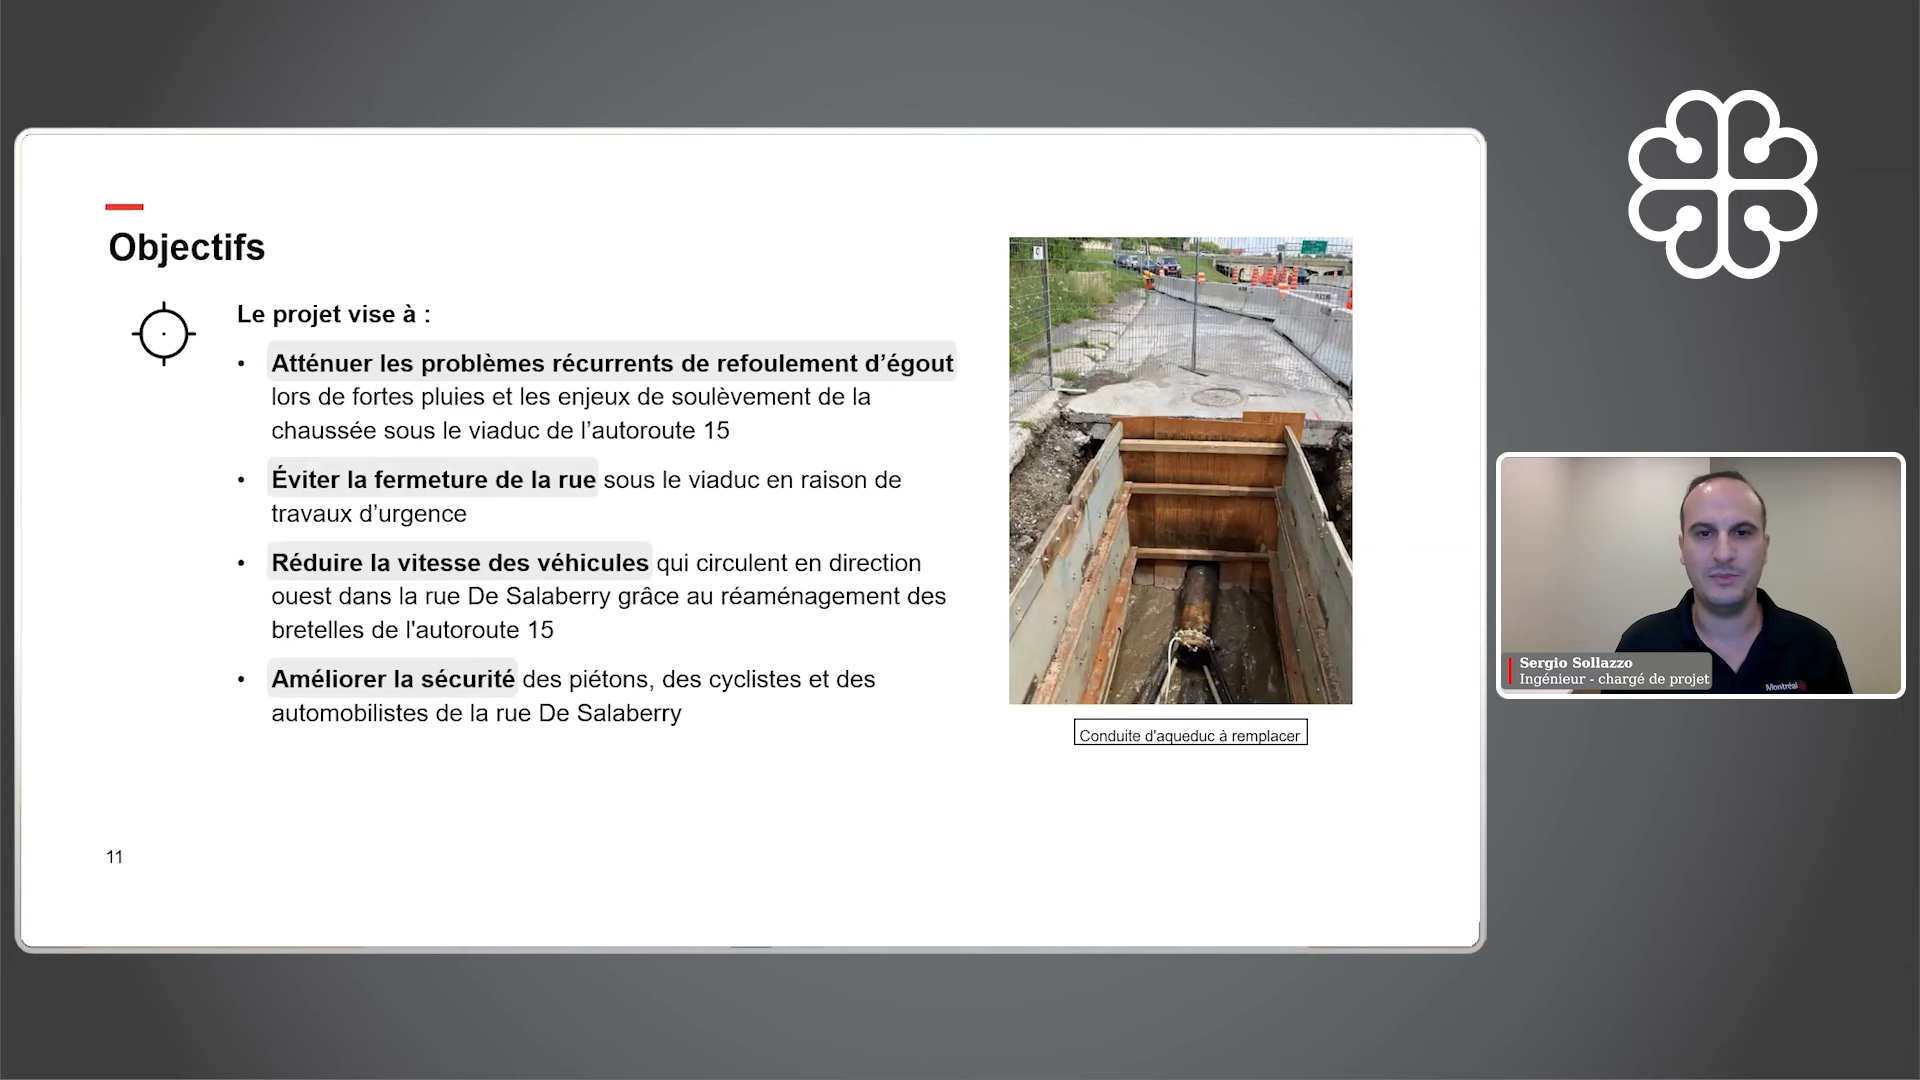 Objectifs
Le projet vise à :
• Atténuer les problèmes récurrents de refoulement d’égout
lors de fortes pluies et les enjeux de soulèvement de la
chaussée sous le viaduc de l’autoroute 15
• Éviter la fermeture de la rue sous le viaduc en raison de
travaux d’urgence
• Réduire la vitesse des véhicules qui circulent en direction
ouest dans la rue De Salaberry grâce au réaménagement des
bretelles de l'autoroute 15
• Améliorer la sécurité des piétons, des cyclistes et des
automobilistes de la rue De Salaberry
Conduite d'aqueduc à remplacer
11
Sergio Sollazzo
Ingénieur - chargé de projet
Montréal